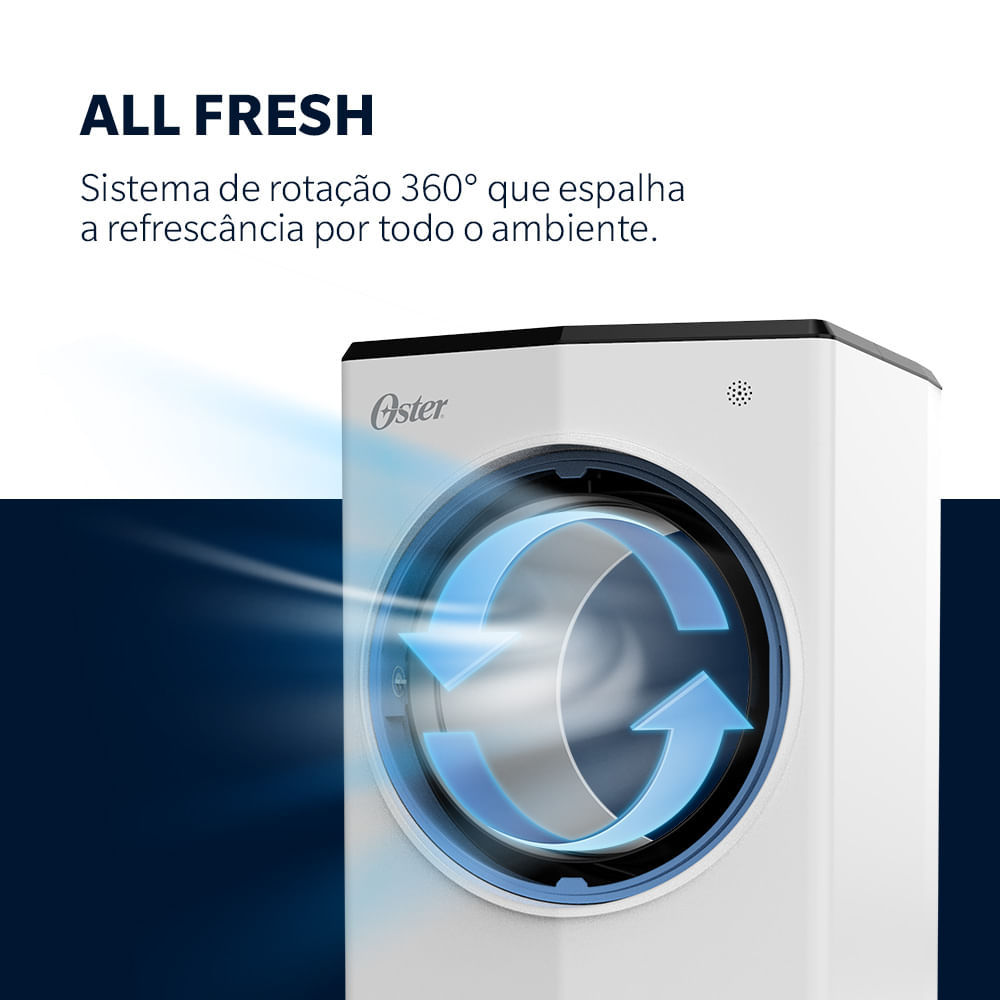 ALL FRESH
Sistema de rotação 360° que espalha
a refrescância por todo o ambiente.
Oster